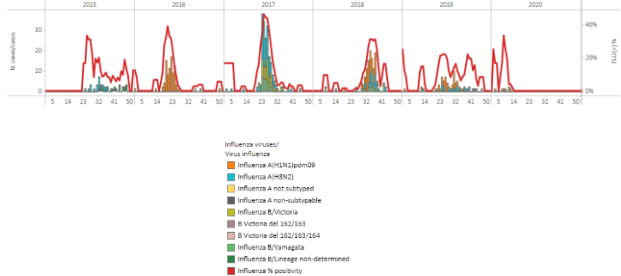 2015 2016 2017 2018 2019 2020
N. cases/casos
30
20
10
0
40%
20%
0%
FLU(+) %
5 14 23 32 41 50 5 14 23 32 41 50 5 14 23 32 41 50 5 14 23 32 41 50 5 14 23 32 41 50 5 14 23 32 41 50
Influenza viruses/
Virus influenza
Influenza A(H1N1)pdm09
Influenza A(H3N2)
Influenza A not subtyped
Influenza A non-subtypable
Influenza B/Victoria
B Victoria del 162/163
B Victoria del 162/163/164
Influenza B/Yamagata
Influenza B/Lineage non-determined
Influenza % positivity